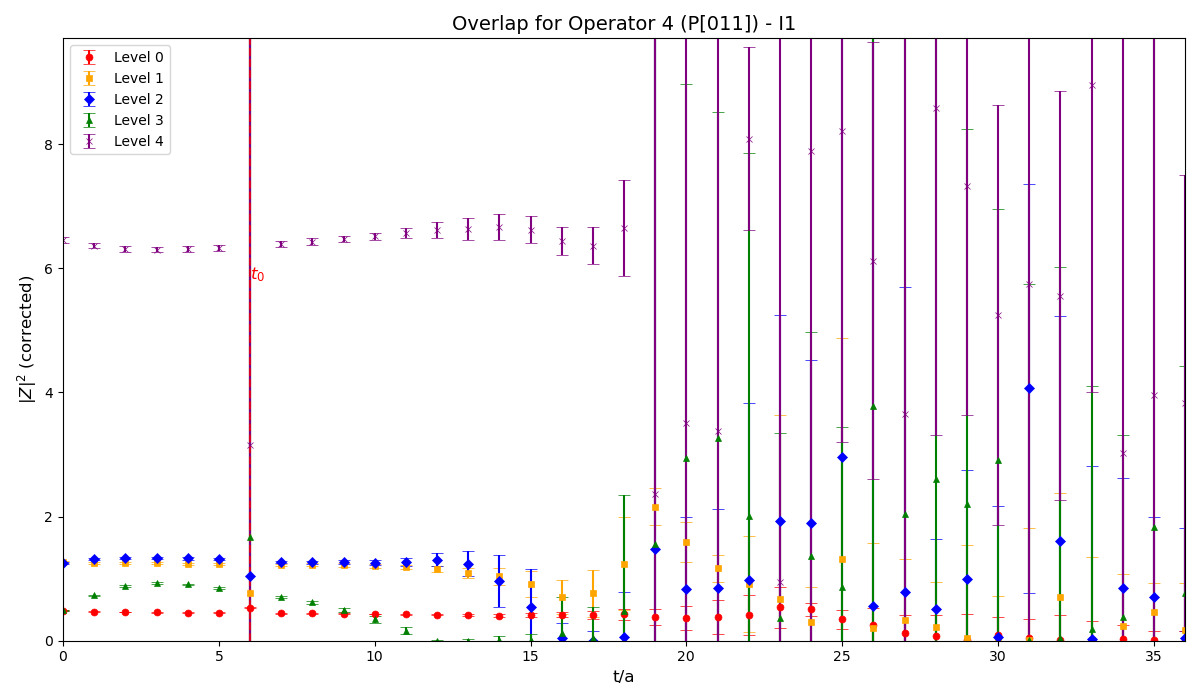 Overlap for Operator 4 (P[011]) - I1
Level 0
Level 1
Level 2
Level 3
Level 4
t₀
|Z|² (corrected)
8
6
4
2
0
0 5 10 15 20 25 30 35
t/a